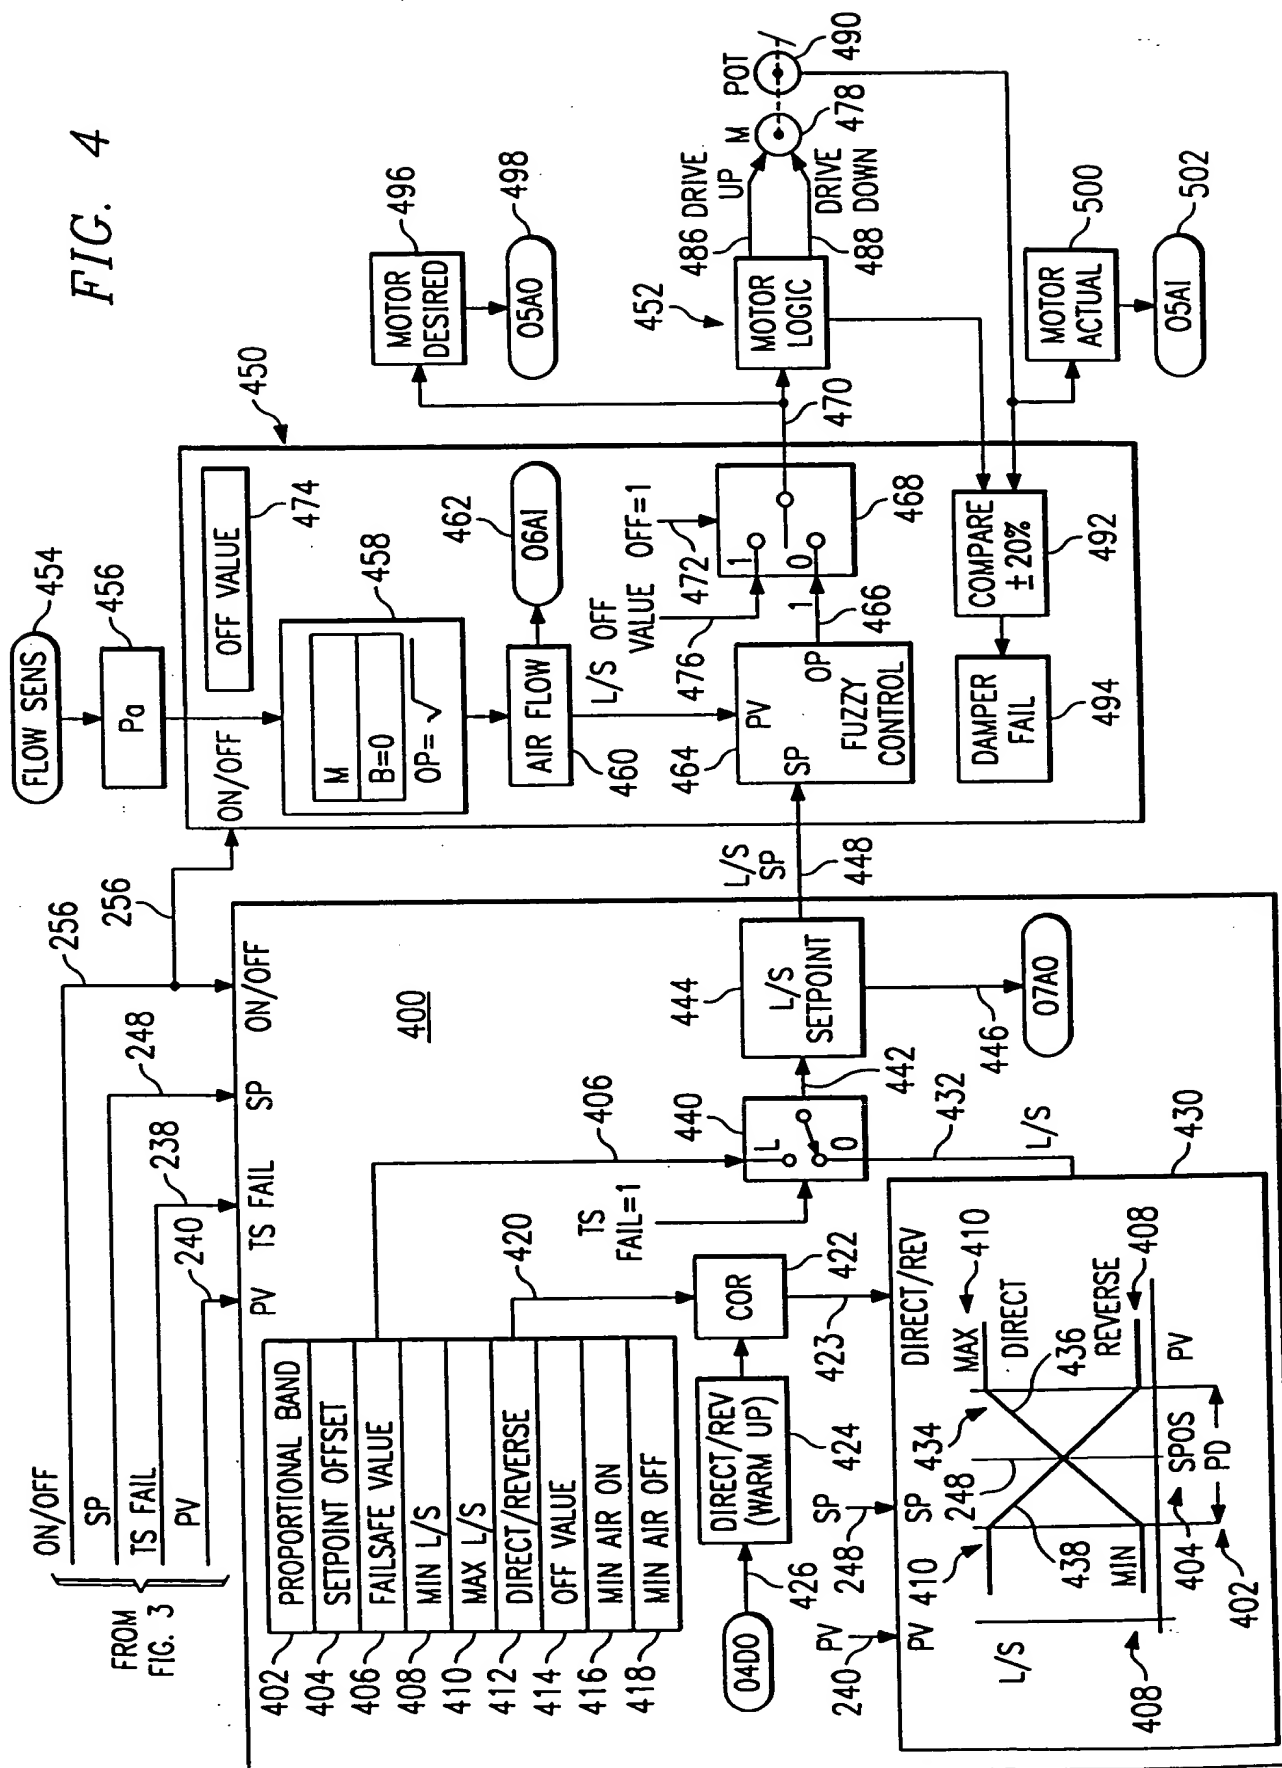 FIG. 4
FROM
FIG. 3
ON/OFF
SP
TS FAIL
PV
256
256
248
238
240
PV
TS FAIL
SP
ON/OFF
400
402
PROPORTIONAL BAND
404
SETPOINT OFFSET
406
FAILSAFE VALUE
408
MIN L/S
410
MAX L/S
412
DIRECT/REVERSE
414
OFF VALUE
416
MIN AIR ON
418
MIN AIR OFF
420
406
TS
FAIL=1
COR
422
423
04DO
426
DIRECT/REV
(WARM UP)
424
440
L
0
442
432
L/S
444
L/S
SETPOINT
446
07AO
L/S
SP
448
PV
240
SP
248
PV
SP
DIRECT/REV
430
L/S
410
434
MAX
410
DIRECT
436
438
248
REVERSE
408
MIN
408
404
SPOS
PV
402
PD
FLOW SENS
454
Pa
456
ON/OFF
OFF VALUE
474
450
M
B=0
OP=√
458
AIR FLOW
460
462
06AI
L/S
OFF
VALUE
OFF=1
476
472
464
PV
SP
OP
FUZZY
CONTROL
1
466
1
0
468
470
DAMPER
FAIL
494
COMPARE
±20%
492
MOTOR
DESIRED
496
05AO
498
452
MOTOR
LOGIC
486
DRIVE
UP
488
DRIVE
DOWN
M
478
POT
490
MOTOR
ACTUAL
500
05AI
502